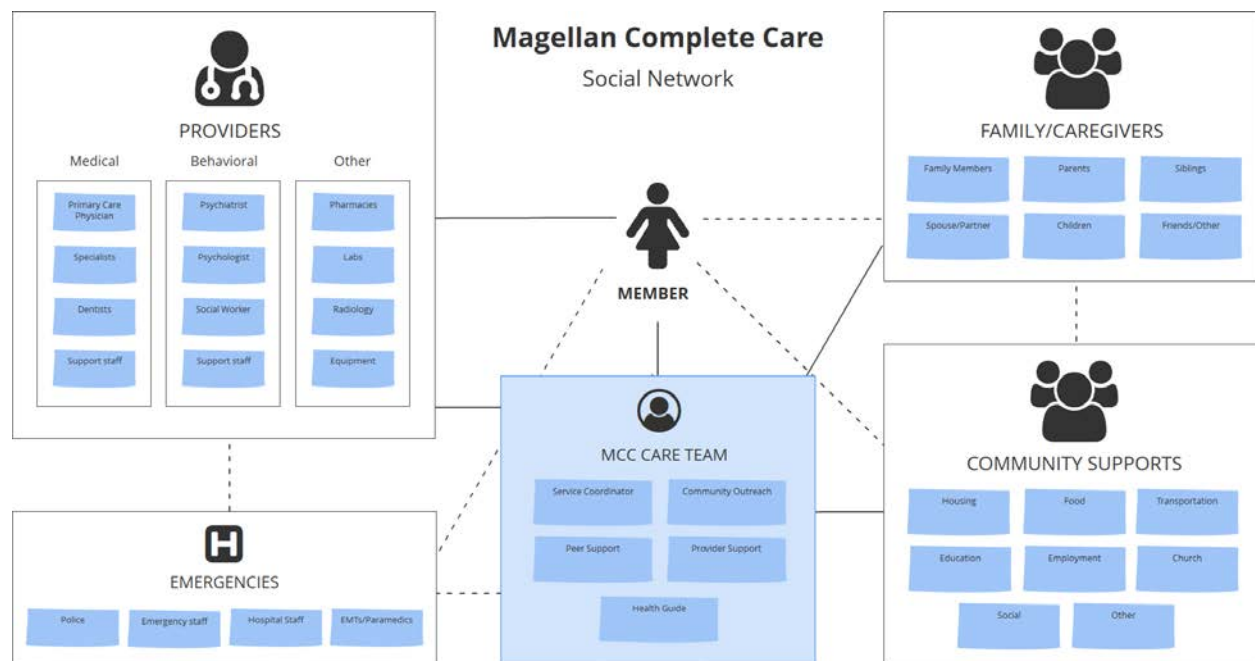 Magellan Complete Care
Social Network
PROVIDERS
Medical
Primary Care
Physician
Specialists
Dentists
Support staff
Behavioral
Psychiatrist
Psychologist
Social Worker
Support staff
Other
Pharmacies
Labs
Radiology
Equipment
MEMBER
FAMILY/CAREGIVERS
Family Members
Parents
Siblings
Spouse/Partner
Children
Friends/Other
MCC CARE TEAM
Service Coordinator
Community Outreach
Peer Support
Provider Support
Health Guide
COMMUNITY SUPPORTS
Housing
Food
Transportation
Education
Employment
Church
Social
Other
H
EMERGENCIES
Police
Emergency staff
Hospital Staff
EMTs/Paramedics